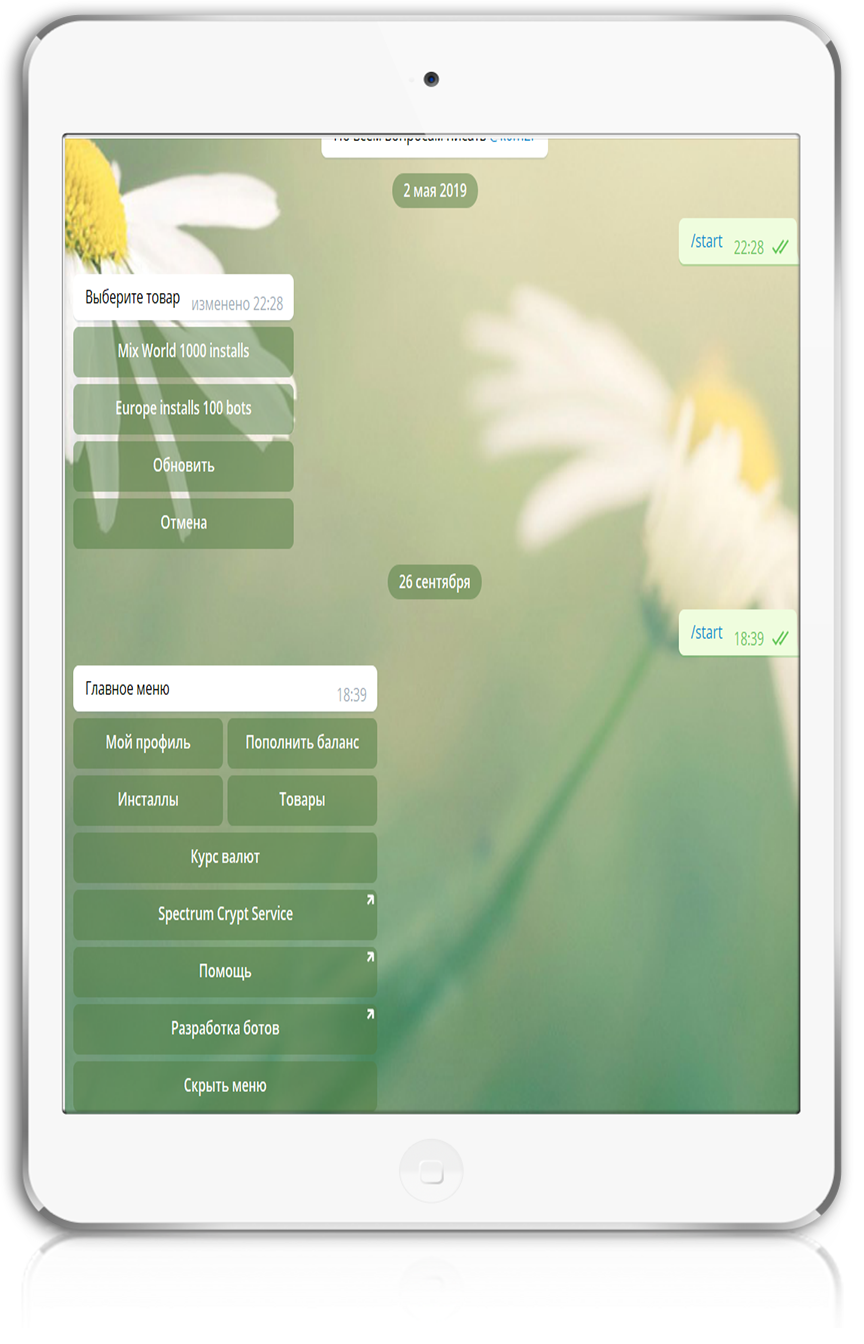 По всем вопросам писать
2 мая 2019
/start 22:28
Выберите товар изменено 22:28
Mix World 1000 installs
Europe installs 100 bots
Обновить
Отмена
26 сентября
/start 18:39
Главное меню 18:39
Мой профиль Пополнить баланс
Инсталлы Товары
Курс валют
Spectrum Crypt Service
Помощь
Разработка ботов
Скрыть меню